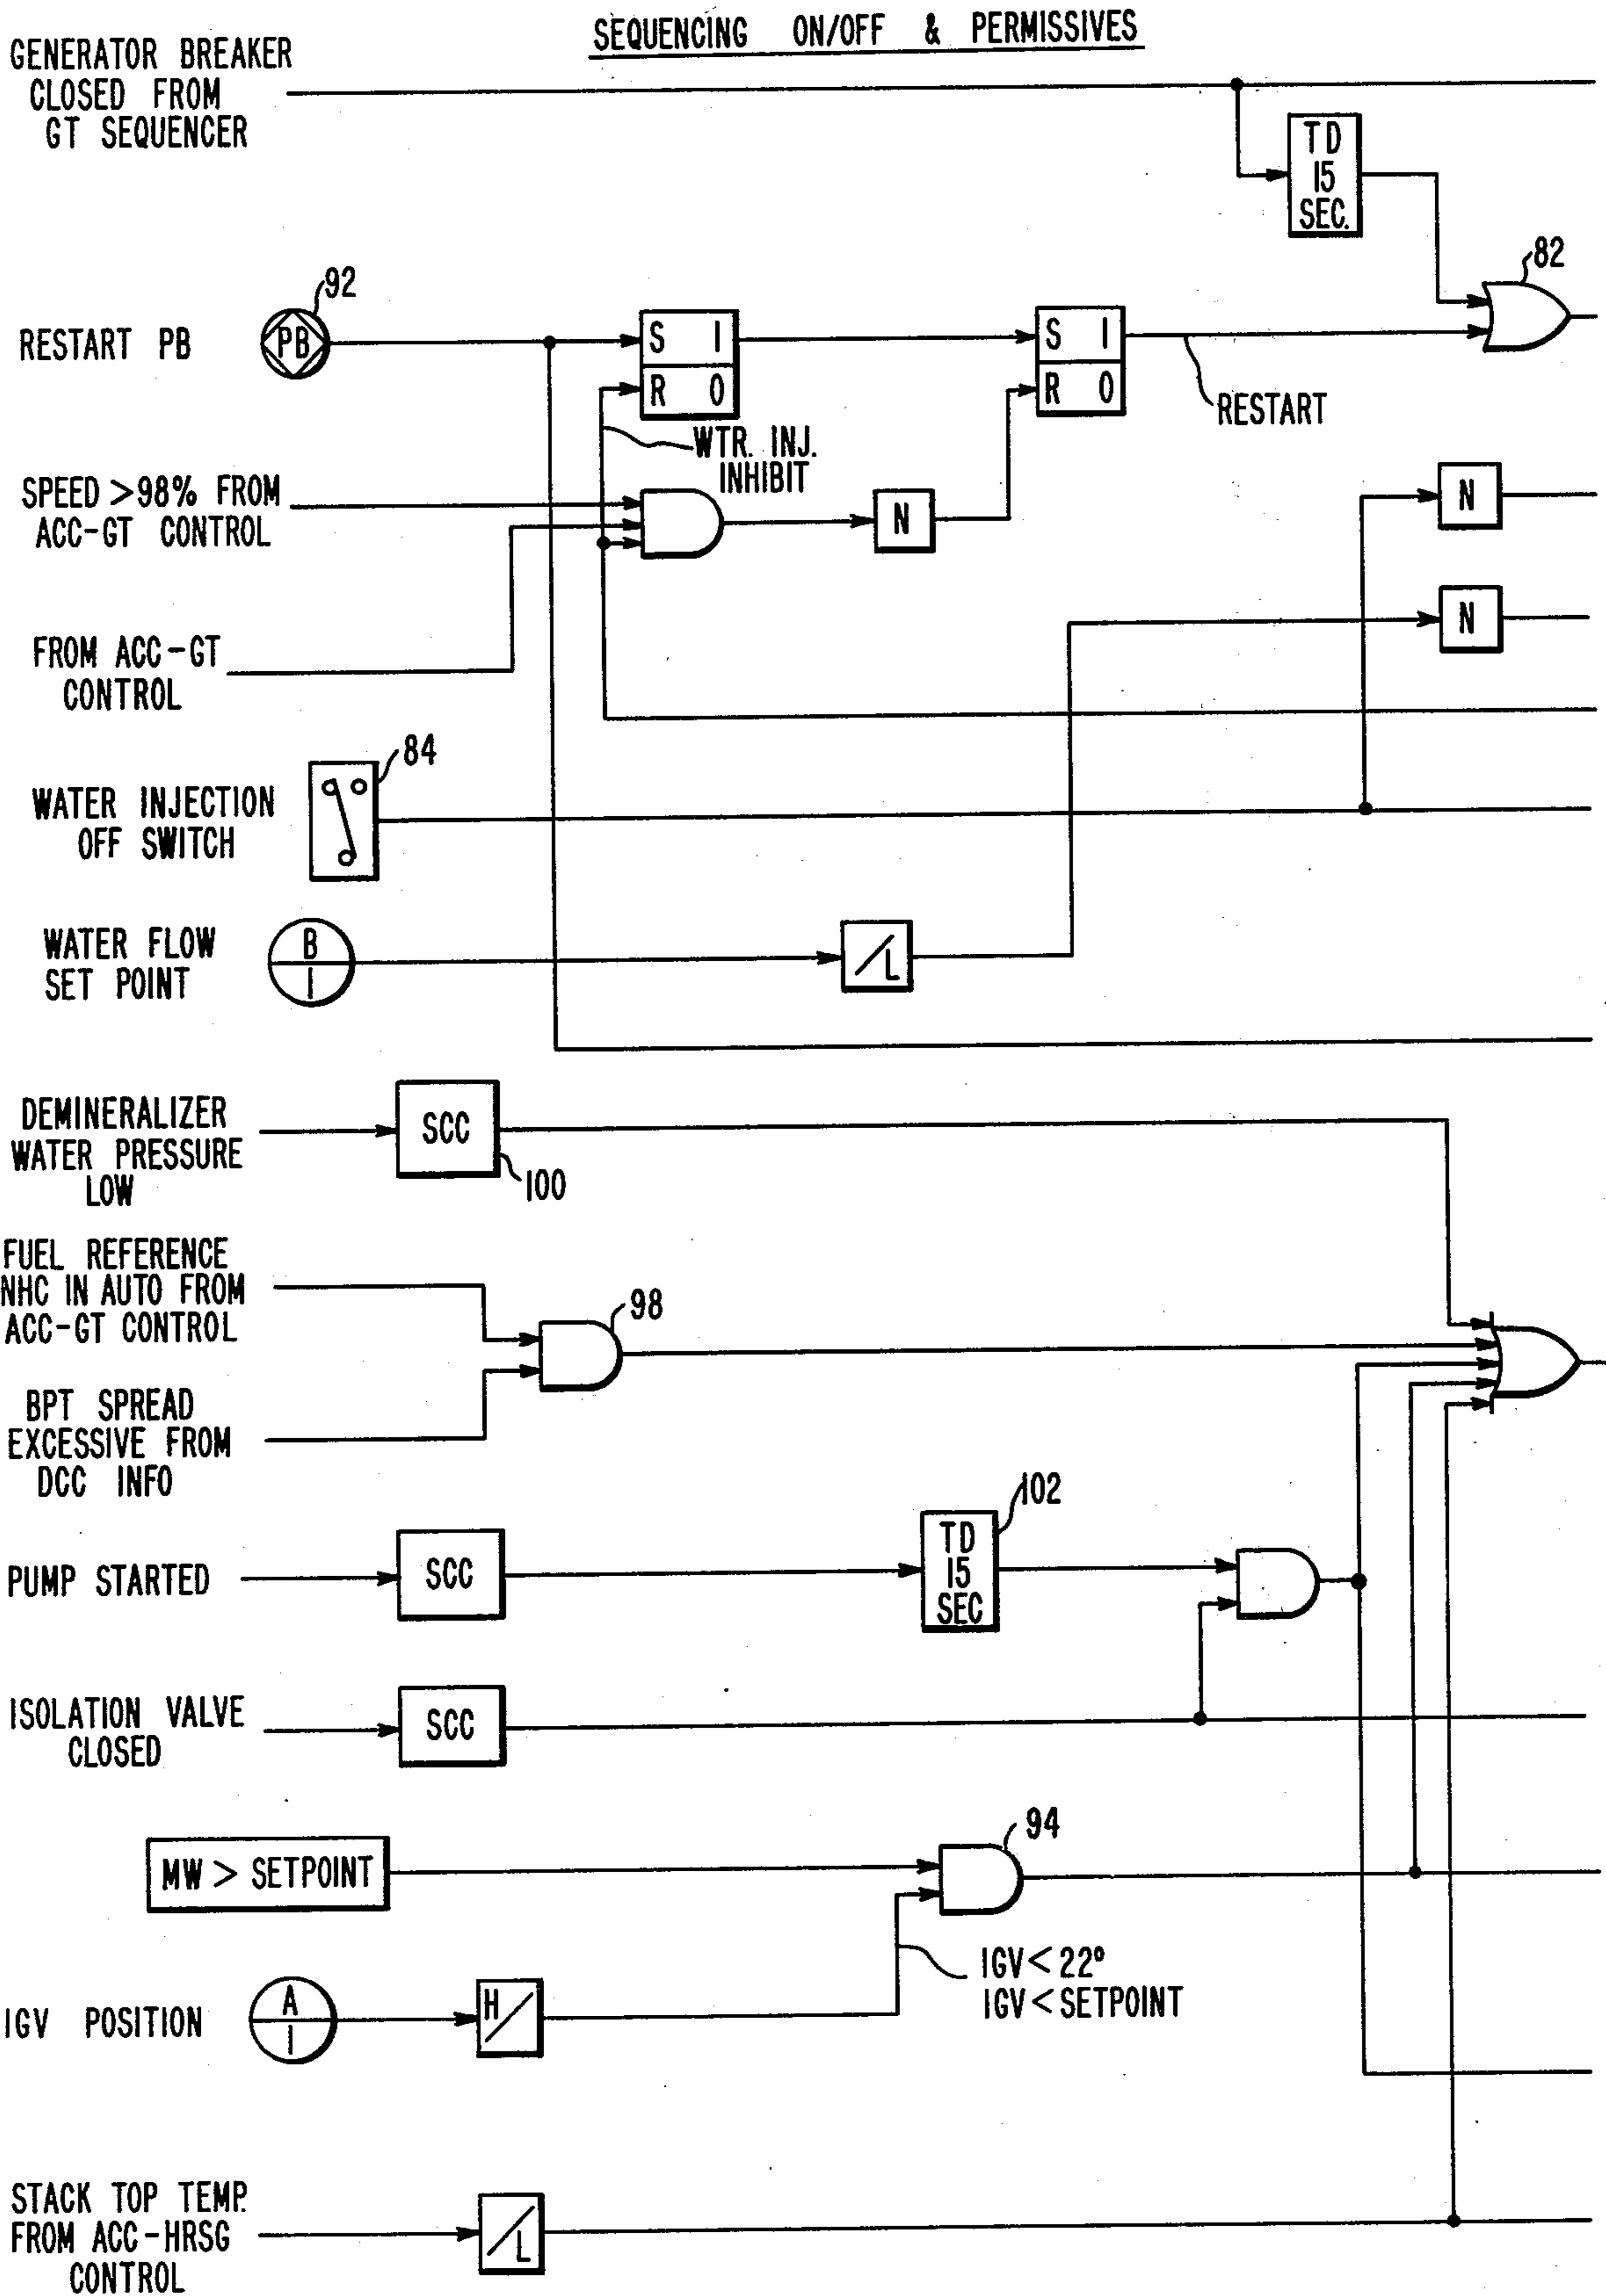 SEQUENCING ON/OFF & PERMISSIVES
GENERATOR BREAKER
CLOSED FROM
GT SEQUENCER
TD
15
SEC.
82
92
RESTART PB
PB
S 1
R 0
S 1
R 0
RESTART
WTR. INJ.
INHIBIT
SPEED >98% FROM
ACC-GT CONTROL
N
N
N
FROM ACC-GT
CONTROL
84
WATER INJECTION
OFF SWITCH
WATER FLOW
SET POINT
B
I
/L
DEMINERALIZER
WATER PRESSURE
LOW
SCC
100
FUEL REFERENCE
NHC IN AUTO FROM
ACC-GT CONTROL
98
BPT SPREAD
EXCESSIVE FROM
DCC INFO
102
TD
15
SEC
PUMP STARTED
SCC
ISOLATION VALVE
CLOSED
SCC
94
MW > SETPOINT
IGV < 22°
IGV < SETPOINT
IGV POSITION
A
I
H/
STACK TOP TEMP.
FROM ACC-HRSG
CONTROL
/L